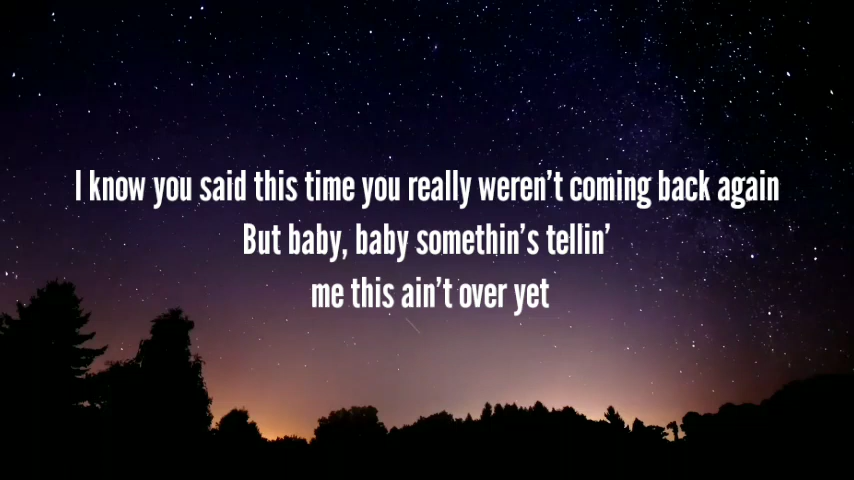 I know you said this time you really weren't coming back again
But baby, baby somethin's tellin'
me this ain't over yet